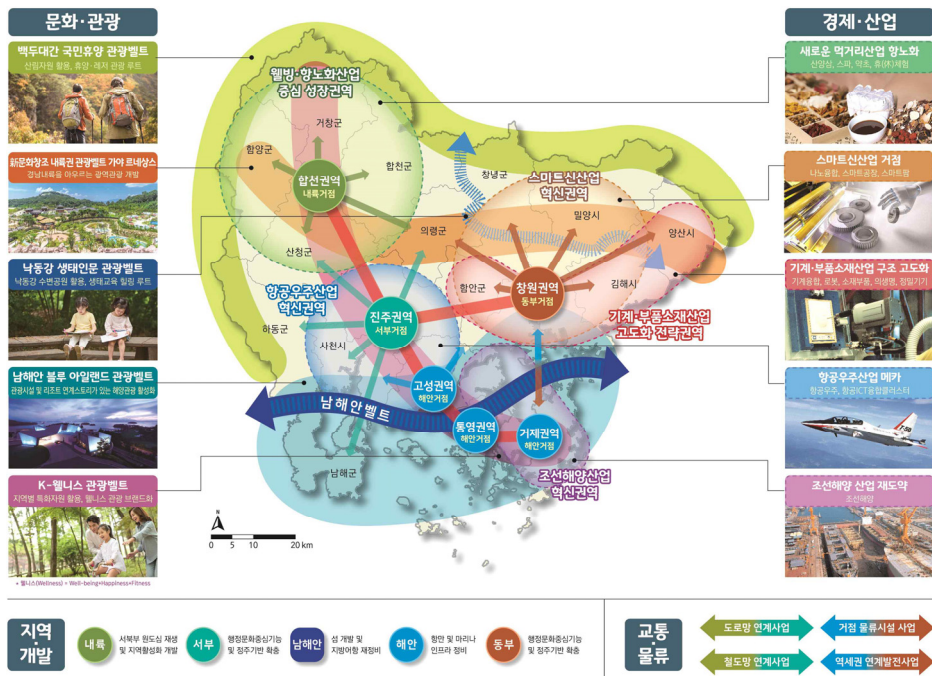 문화·관광
백두대간 국민휴양 관광벨트
산림자원 활용, 휴양·레저 관광 루트
新문화창조 내륙권 관광벨트 가야 르네상스
경남내륙을 아우르는 광역관광 개발
낙동강 생태인문 관광벨트
낙동강 수변공원 활용, 생태교육 힐링 루트
남해안 블루 아일랜드 관광벨트
관광시설 및 리조트 연계스토리가 있는 해양관광 활성화
K-웰니스 관광벨트
지역별 특화자원 활용, 웰니스 관광 브랜드화
* 웰니스(Wellness) × Well-being+Happiness+Fitness
웰빙·항노화산업
중심 성장권역
거창군
함양군
합천군
합천권역
내륙거점
창녕군
스마트신산업
혁신권역
밀양시
양산시
산청군
의령군
항공우주산업
혁신권역
함안군
창원권역
동부거점
김해시
기계·부품소재산업
고도화 전략권역
진주권역
서부거점
하동군
사천시
고성권역
해안거점
남해안벨트
통영권역
해안거점
거제권역
해안거점
남해군
조선해양산업
혁신권역
N
0 5 10 20 km
경제·산업
새로운 먹거리산업 항노화
산양삼, 스파, 약초, 휴(休)체험
스마트신산업 거점
나노융합, 스마트공장, 스마트팜
기계·부품소재산업 구조 고도화
기계융합, 로봇, 소재부품, 의생명, 정밀기기
항공우주산업 메카
항공우주, 항공ICT융합클러스터
조선해양 산업 재도약
조선해양
지역·개발
내륙
서북부 원도심 재생
및 지역활성화 개발
서부
행정문화중심기능
및 정주기반 확충
남해안
섬 개발 및
지방어항 재정비
해안
항만 및 마리나
인프라 정비
동부
행정문화중심기능
및 정주기반 확충
교통·물류
도로망 연계사업
거점 물류시설 사업
철도망 연계사업
역세권 연계발전사업